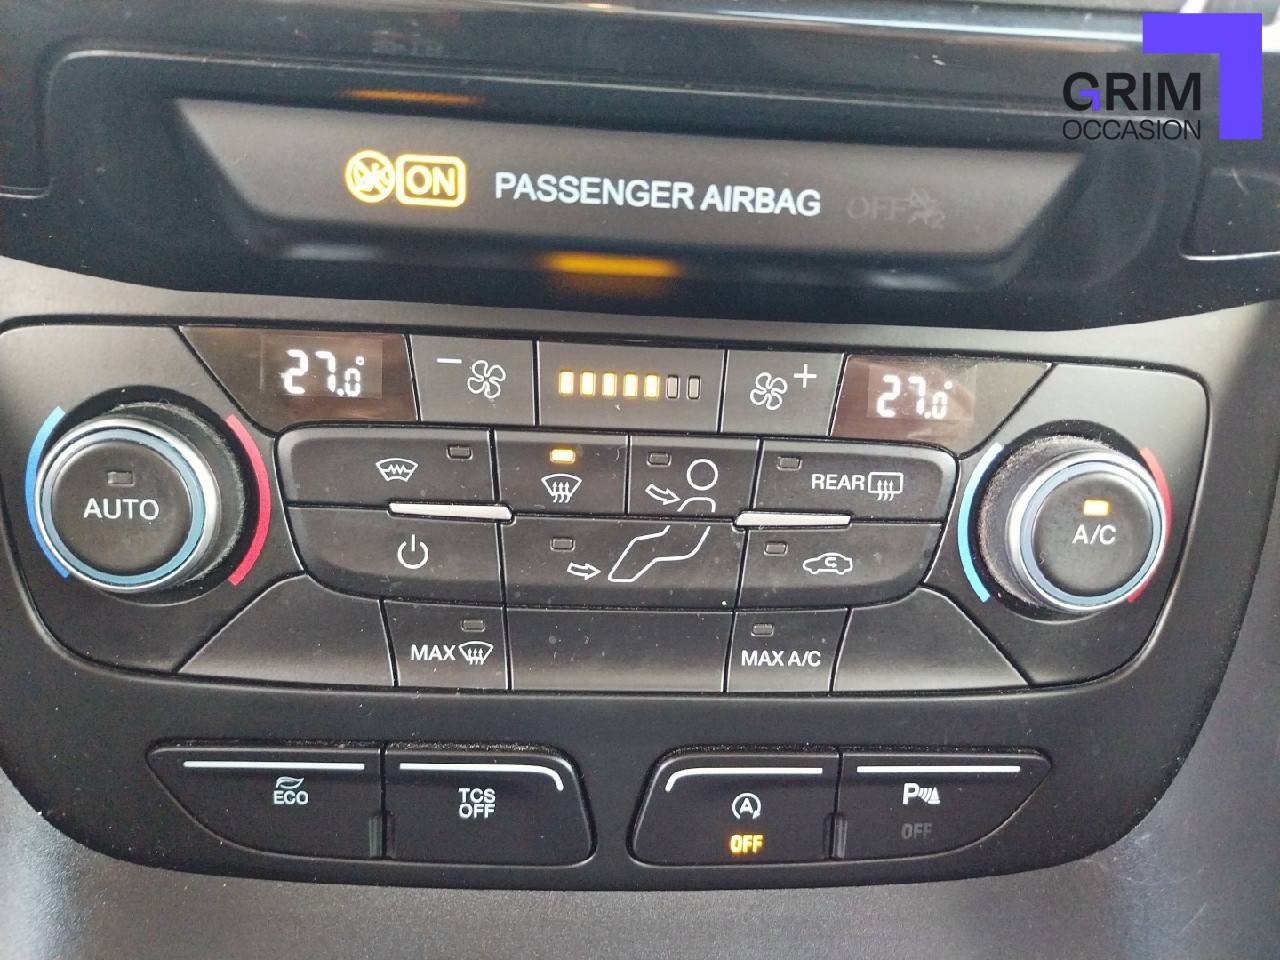 GRIM
OCCASION
ON PASSENGER AIRBAG OFF
27.0° - + 27.0°
AUTO
REAR
A/C
MAX
MAX A/C
ECO
TCS
OFF
A
OFF
P
OFF